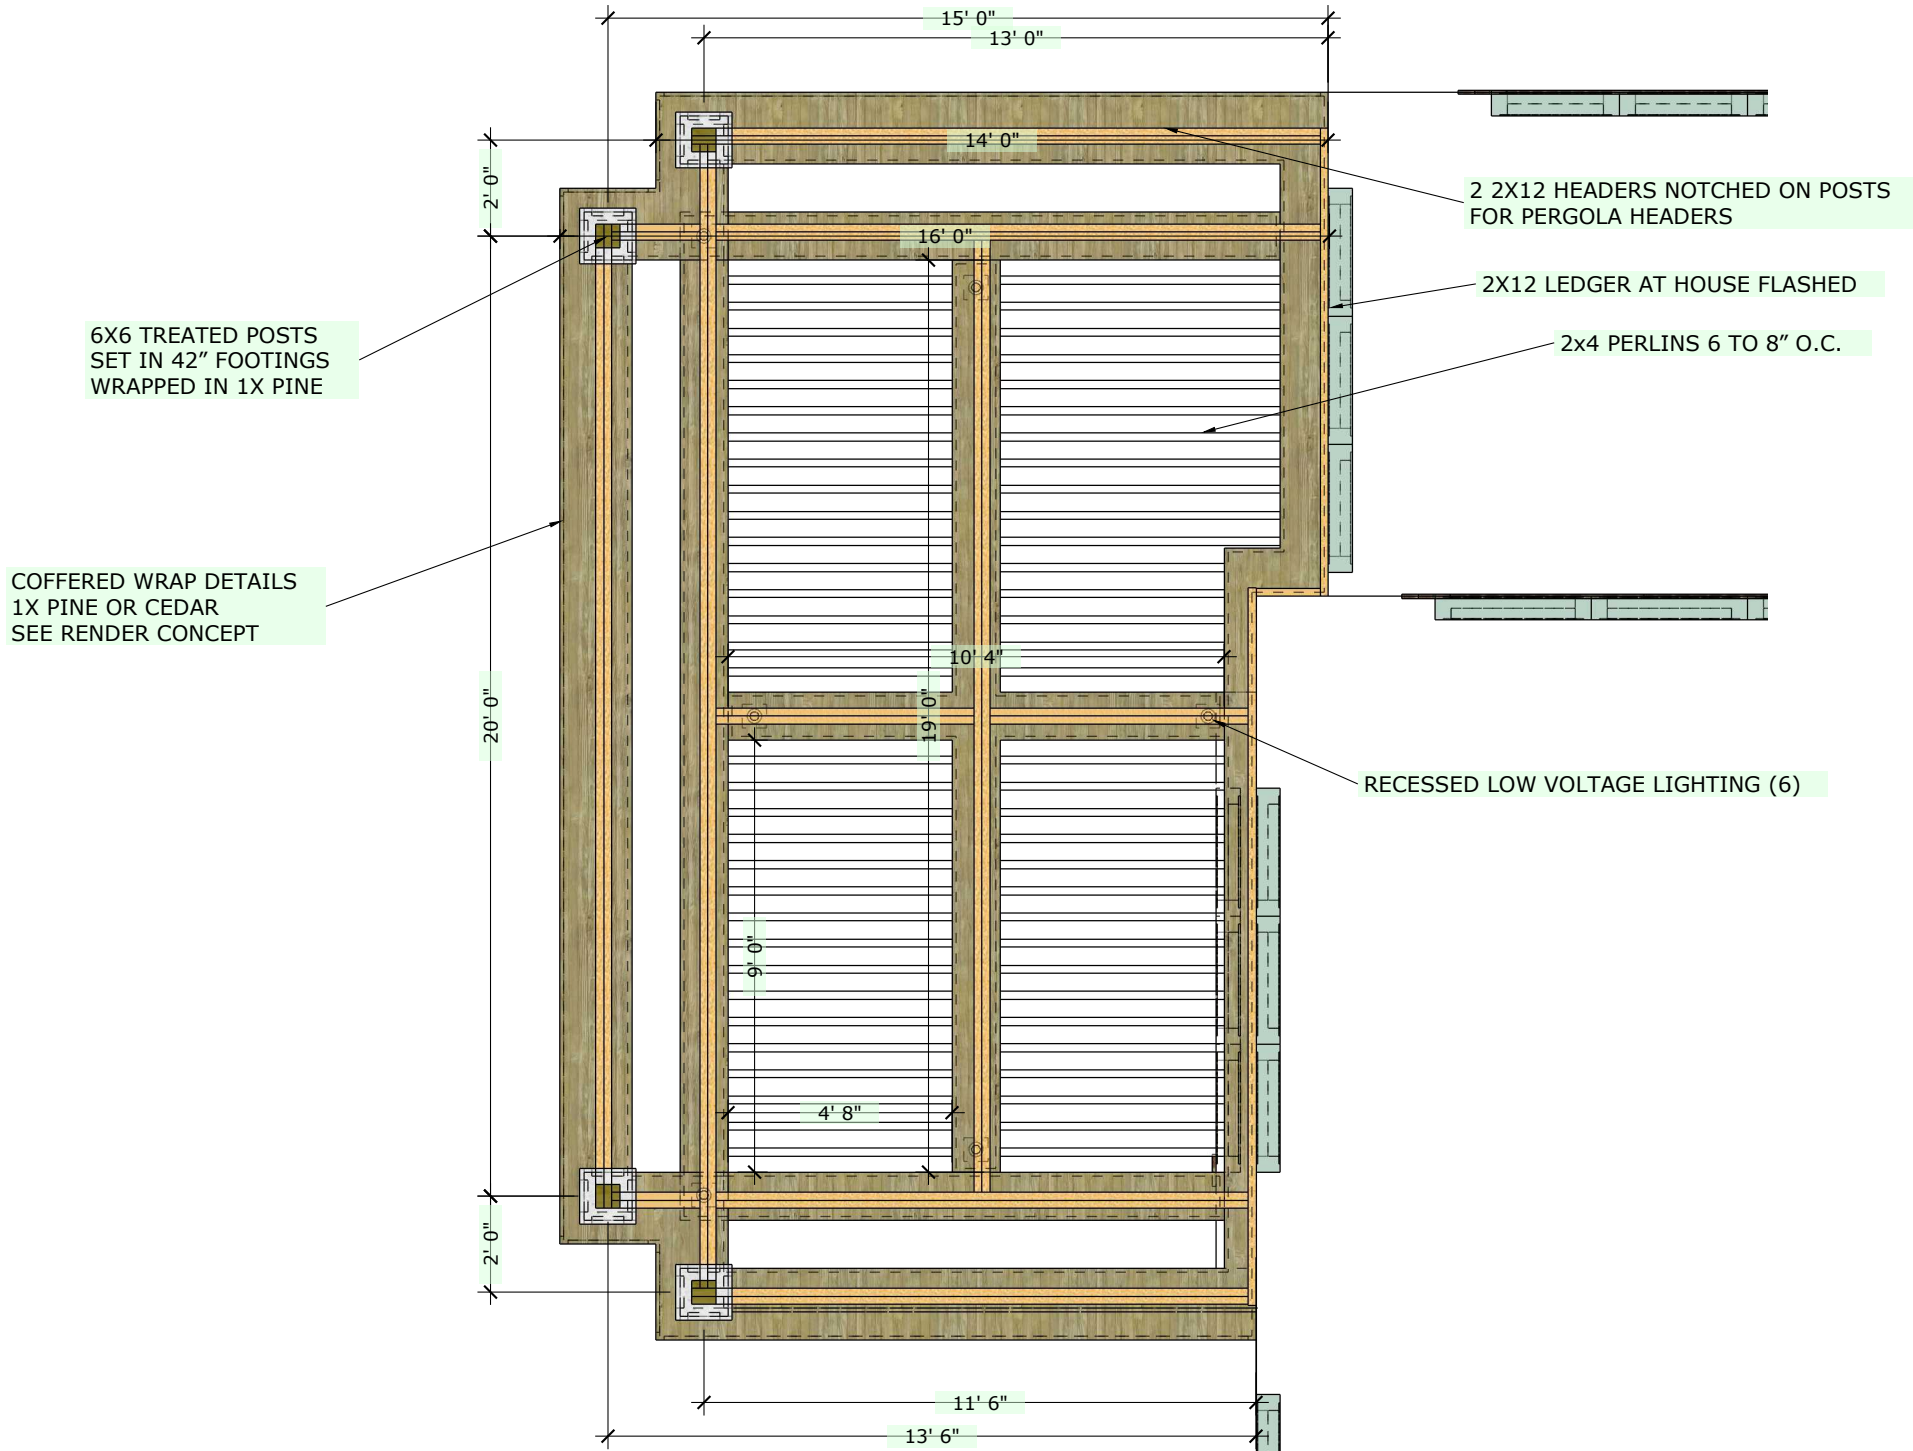 15' 0"
13' 0"
14' 0"
2' 0"
2 2X12 HEADERS NOTCHED ON POSTS
FOR PERGOLA HEADERS
16' 0"
2X12 LEDGER AT HOUSE FLASHED
6X6 TREATED POSTS
SET IN 42” FOOTINGS
WRAPPED IN 1X PINE
2x4 PERLINS 6 TO 8” O.C.
COFFERED WRAP DETAILS
1X PINE OR CEDAR
SEE RENDER CONCEPT
10' 4"
20' 0"
19' 0"
RECESSED LOW VOLTAGE LIGHTING (6)
9' 0"
4' 8"
2' 0"
11' 6"
13' 6"